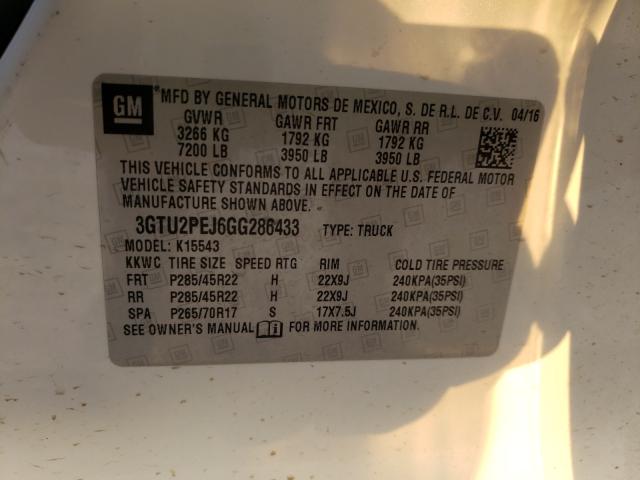 GM
®MFD BY GENERAL MOTORS DE MEXICO, S. DE R.L. DE C.V. 04/16
GVWR GAWR FRT GAWR RR
3266 KG 1792 KG 1792 KG
7200 LB 3950 LB 3950 LB
THIS VEHICLE CONFORMS TO ALL APPLICABLE U.S. FEDERAL MOTOR
VEHICLE SAFETY STANDARDS IN EFFECT ON THE DATE OF
MANUFACTURE SHOWN ABOVE.
3GTU2PEJ6GG286433 TYPE: TRUCK
MODEL: K15543
KKWC TIRE SIZE SPEED RTG RIM COLD TIRE PRESSURE
FRT P285/45R22 H 22X9J 240KPA(35PSI)
RR P285/45R22 H 22X9J 240KPA(35PSI)
SPA P265/70R17 S 17X7.5J 240KPA(35PSI)
SEE OWNER'S MANUAL FOR MORE INFORMATION.